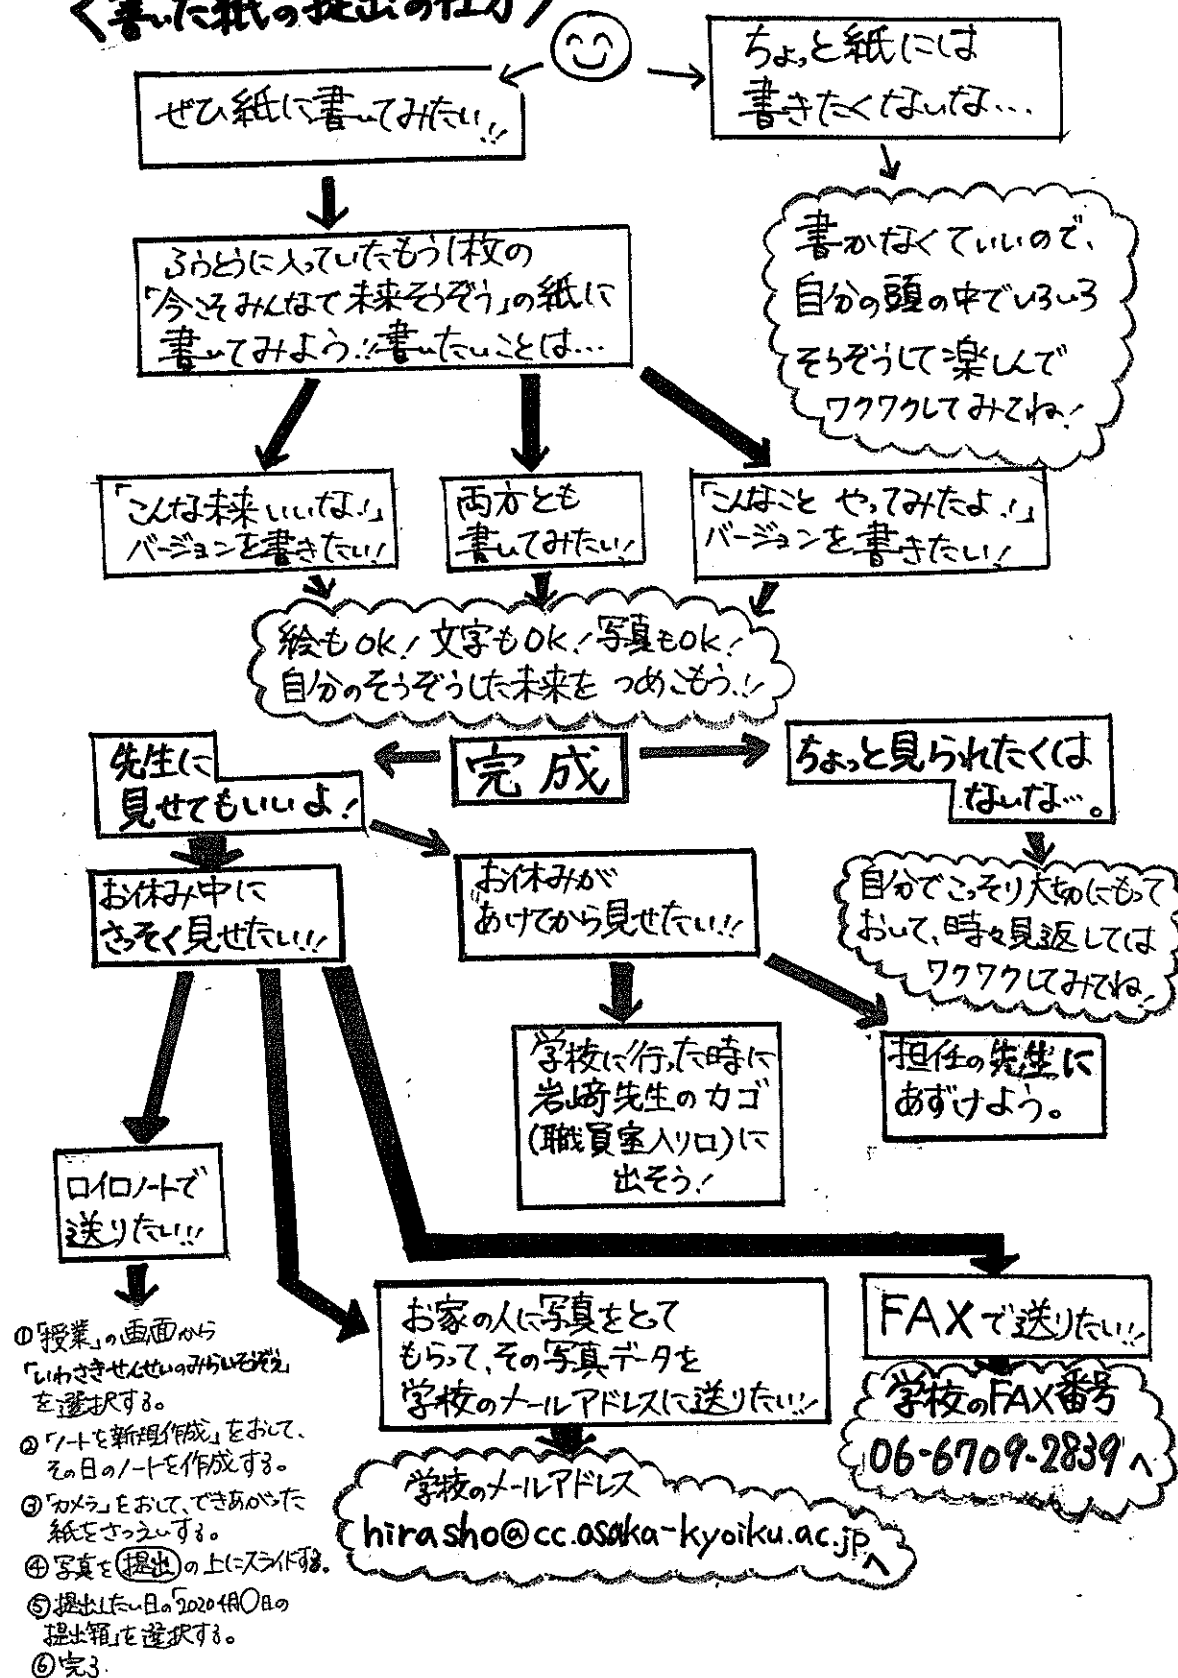 〈書いた紙の提出の仕方〉
ぜひ紙に書いてみたい!!
ちょっと紙には
書きたくないな…
書かなくていいので、
自分の頭の中でいろいろ
そうぞうして楽しんで
ワクワクしてみてね!
ふうとうに入っていたもう1枚の
「今こそみんなで未来そうぞう」の紙に
書いてみよう!!書いたいことは…
「こんな未来いいな!」
バージョンを書きたい!
両方とも
書いてみたい!
「こんなこと やってみたよ!」
バージョンを書きたい!
絵もOK!文字もOK!写真もOK!
自分のそうぞうした未来を つめこもう!!
完成
先生に
見せてもいいよ!
ちょっと見られたくは
ないな…。
お休み中に
さっそく見せたい!!
お休みが
あけてから見せたい!!
自分でこっそり大切にもって
おいて、時々見返しては
ワクワクしてみてね!
学校に行った時に
岩﨑先生のカゴ
(職員室入り口)に
出そう!
担任の先生に
あずけよう。
ロイロノートで
送りたい!!
①「授業」の画面から
「いわさきせんせいのみらいそうぞう」
を選択する。
②「ノートを新規作成」をおして、
その日のノートを作成する。
③「カメラ」をおして、できあがった
紙をさつえいする。
④写真を提出の上にスライドする。
⑤提出したい日の「2020年4月○日の
提出箱」を選択する。
⑥完了.
お家の人に写真をとって
もらって、その写真データを
学校のメールアドレスに送りたい!!
学校のメールアドレス
hirasho@cc.osaka-kyoiku.ac.jp
へ
FAXで送りたい!!
学校のFAX番号
06-6709-2839へ